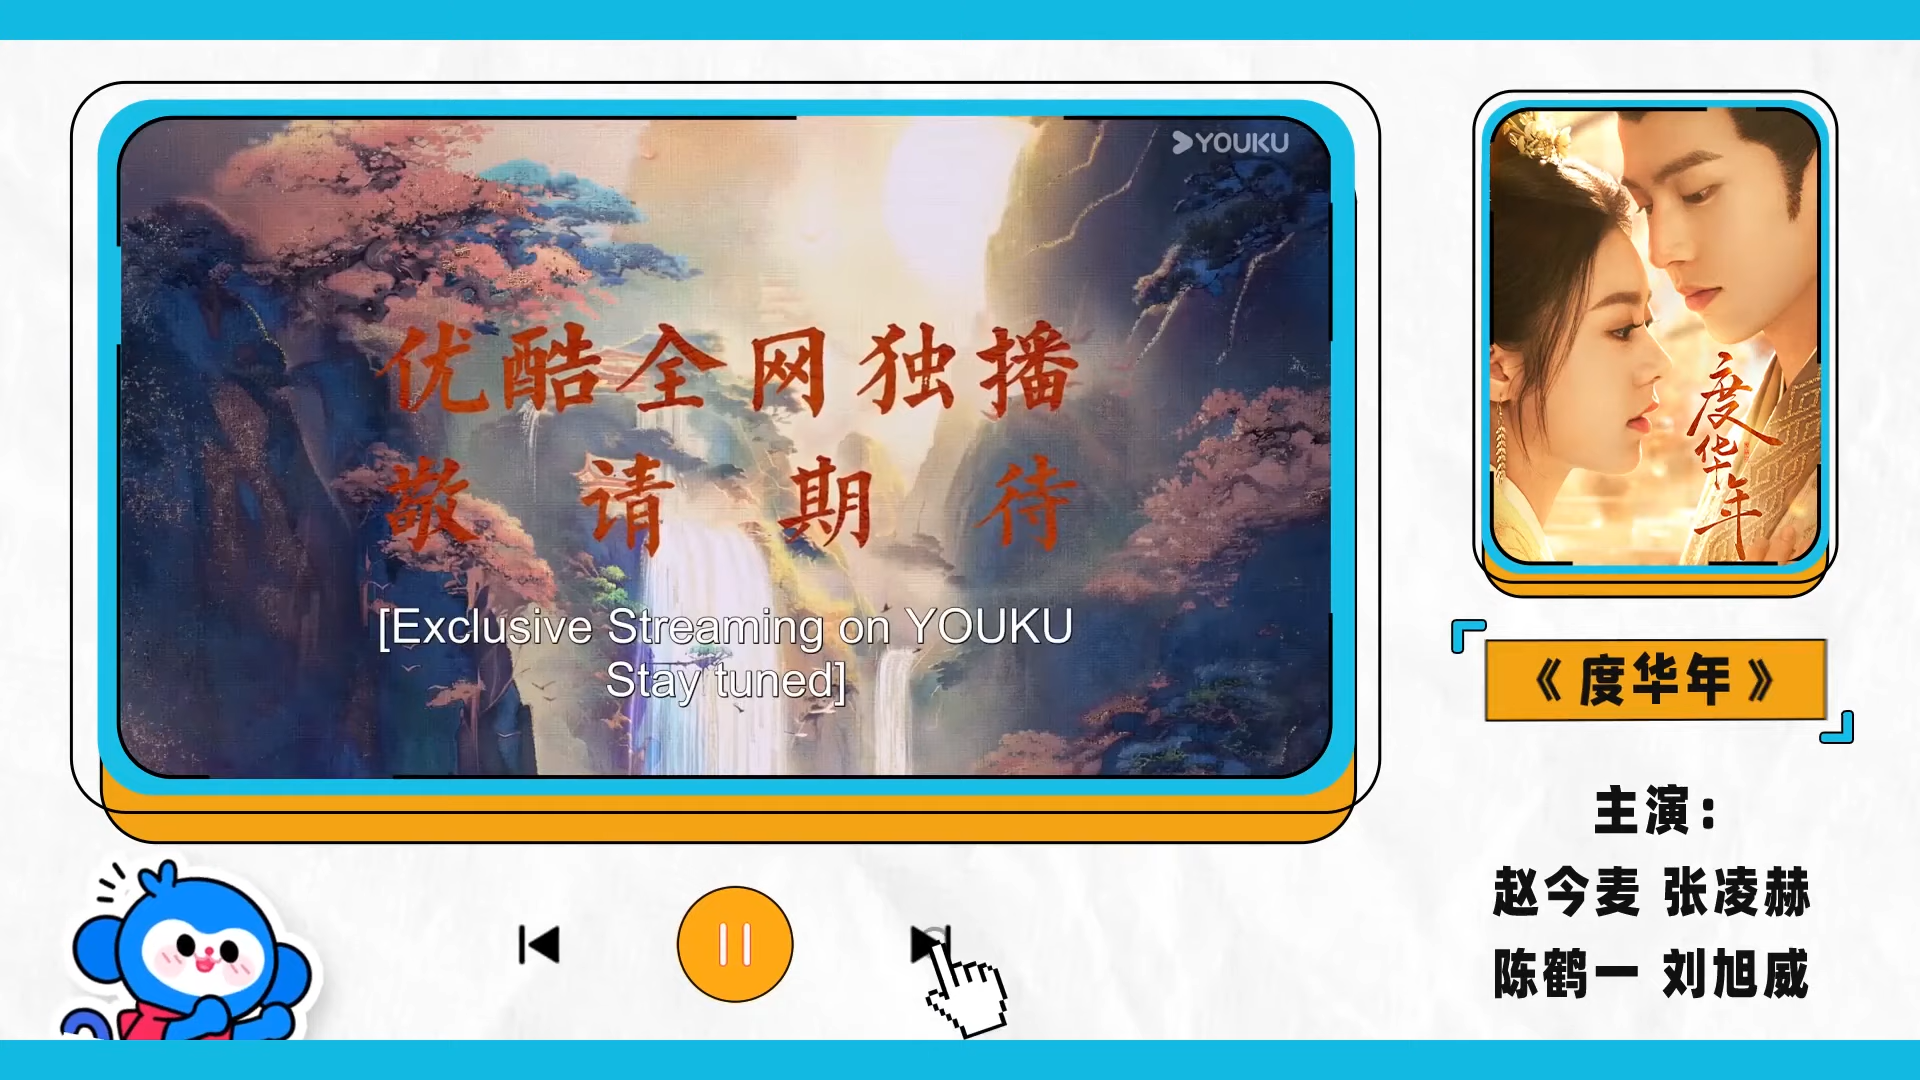 YOUKU
优酷全网独播
敬请期待
[Exclusive Streaming on YOUKU
Stay tuned]
度华年
《度华年》
主演：
赵今麦 张凌赫
陈鹤一 刘旭威